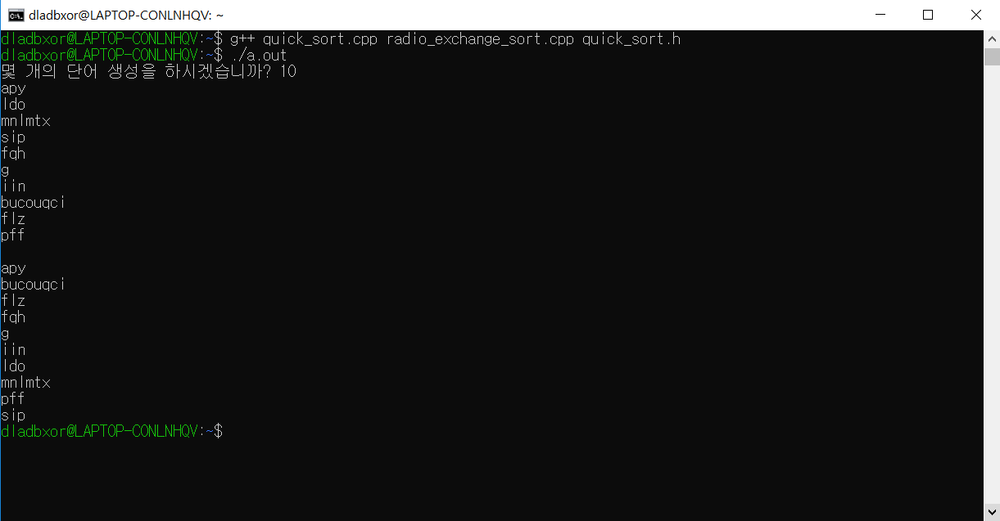 dladbxor@LAPTOP-CONLNHQV: ~
dladbxor@LAPTOP-CONLNHQV:~$ g++ quick_sort.cpp radio_exchange_sort.cpp quick_sort.h
dladbxor@LAPTOP-CONLNHQV:~$ ./a.out
몇 개의 단어 생성을 하시겠습니까? 10
apy
ldo
mnlmtx
sip
fqh
g
iin
bucouqci
flz
pff
apy
bucouqci
flz
fqh
g
iin
ldo
mnlmtx
pff
sip
dladbxor@LAPTOP-CONLNHQV:~$